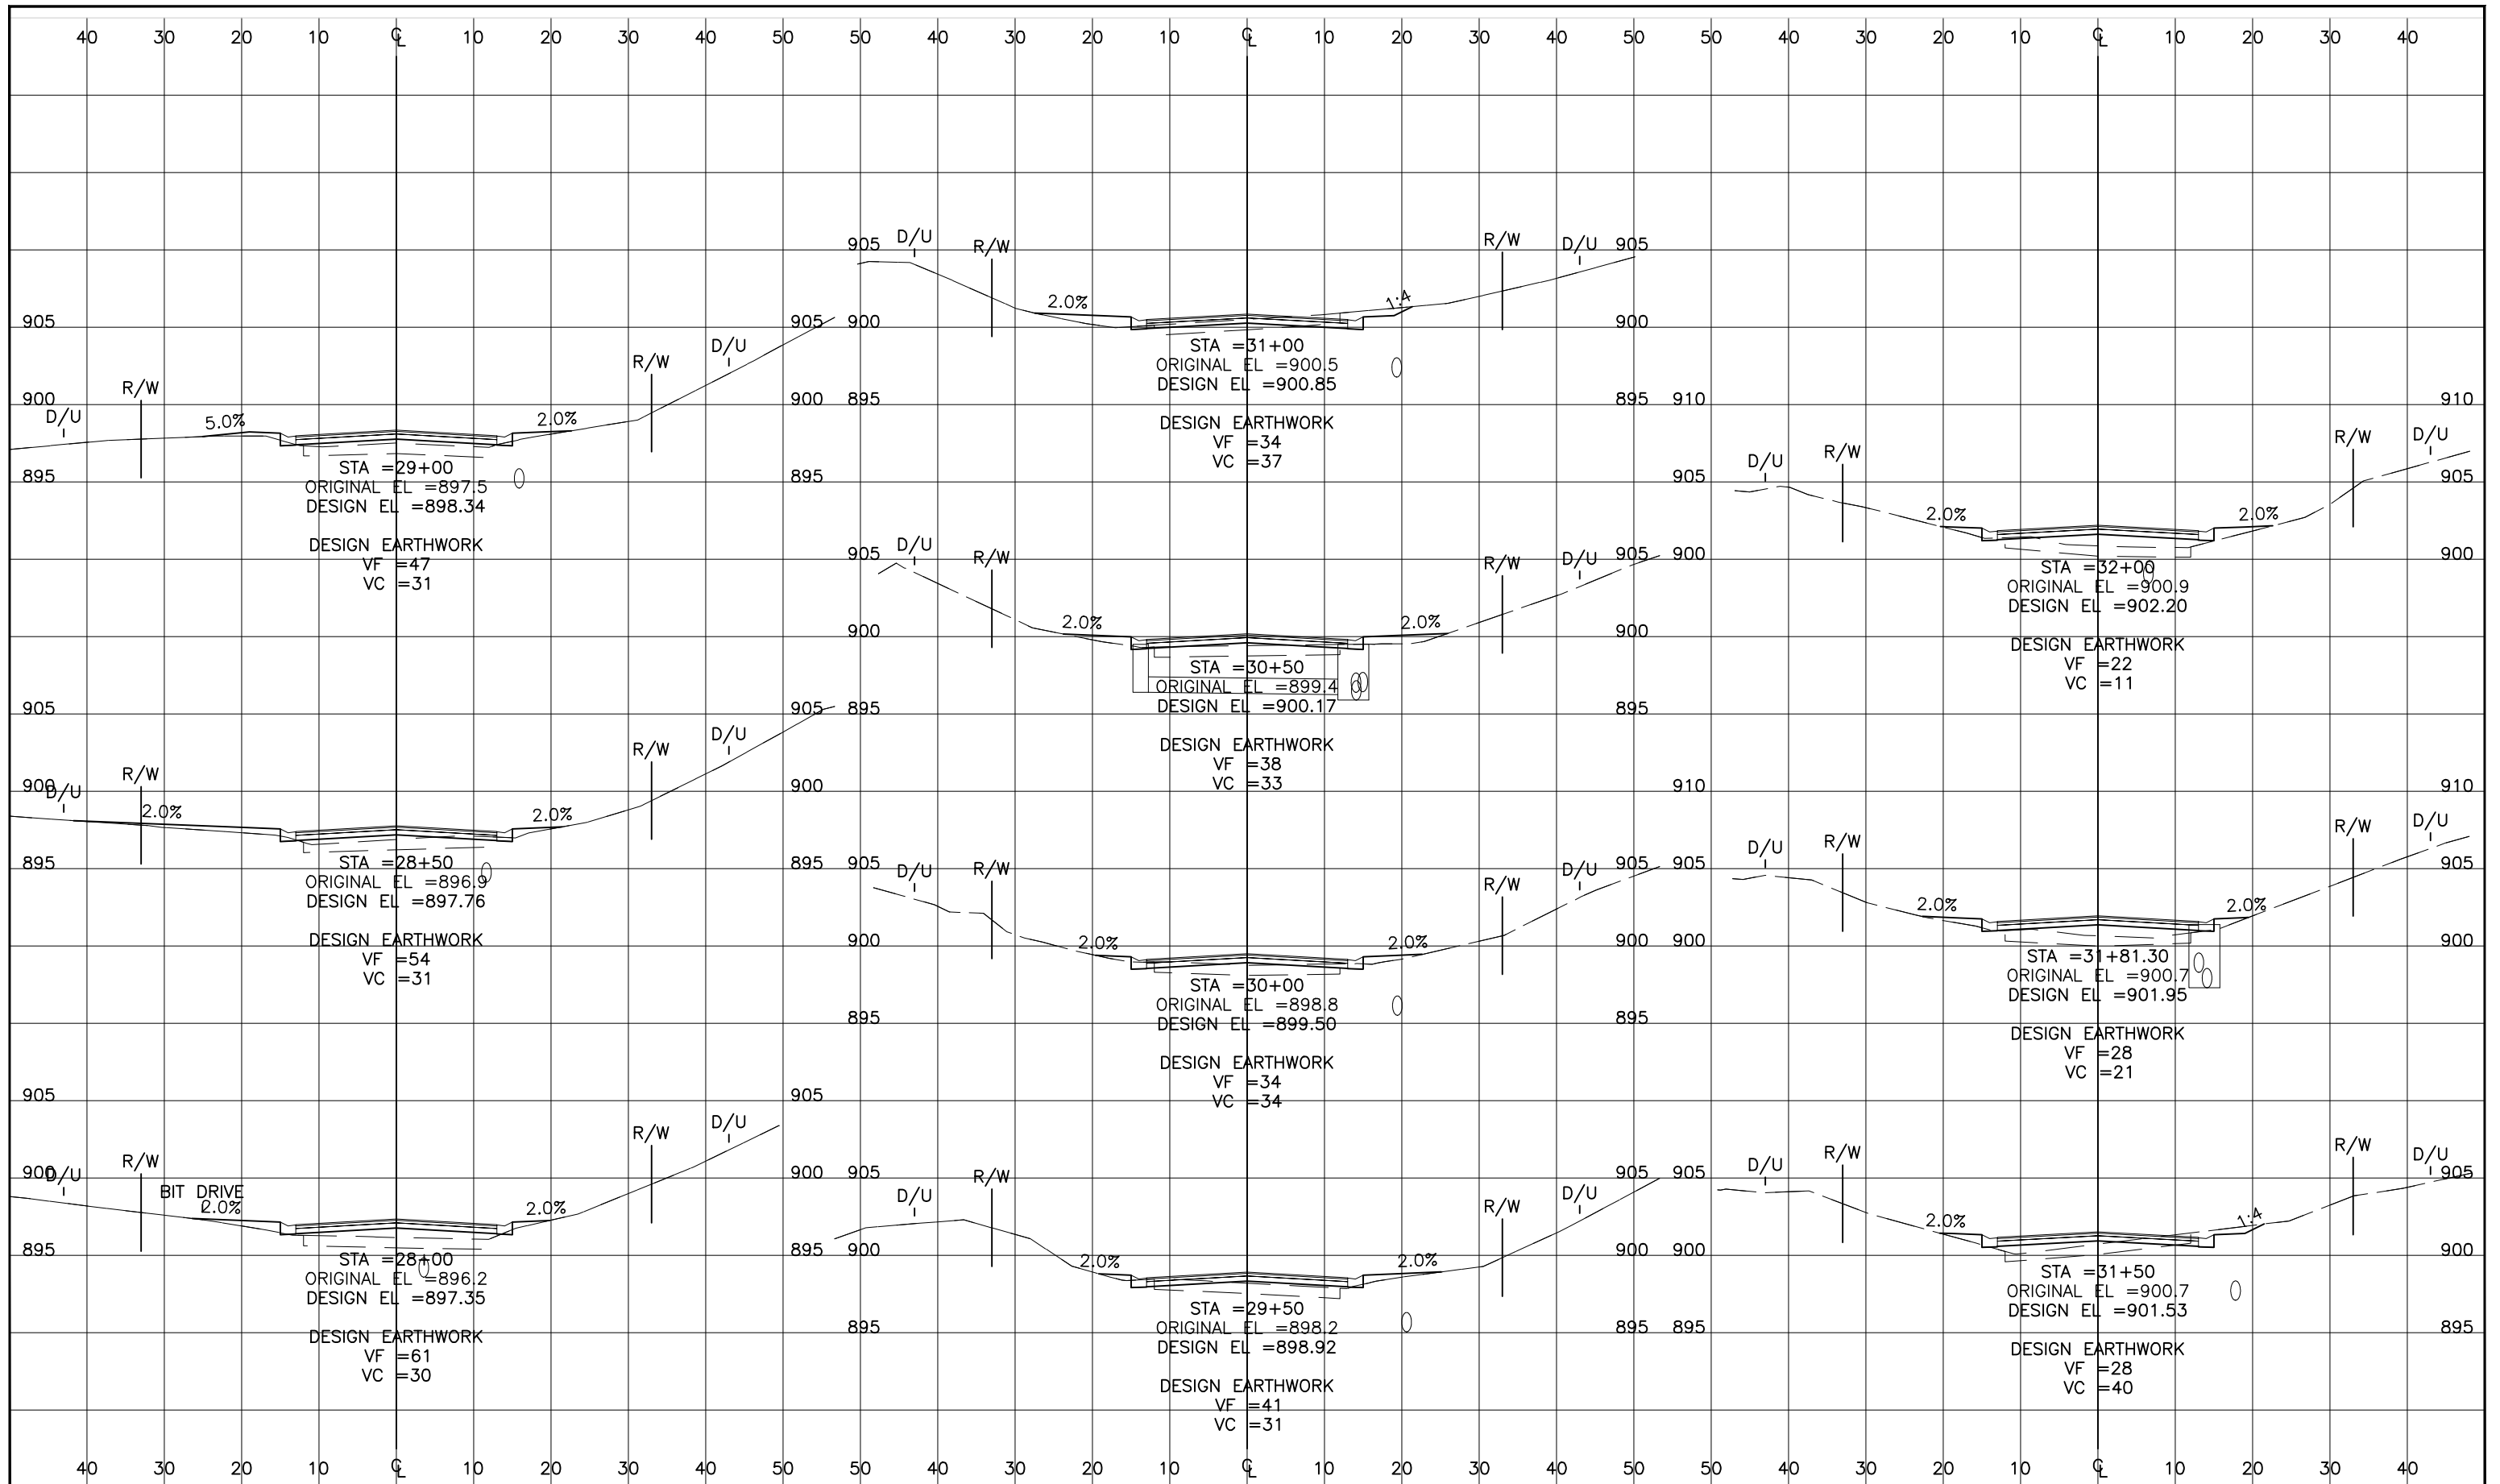 40 30 20 10 CL 10 20 30 40 50 40 30 20 10 CL 10 20 30 40 50 50 40 30 20 10 CL 10 20 30 40
905 D/U R/W 2.0% 1:4 R/W D/U 905
900 900
STA =31+00
ORIGINAL EL =900.5
DESIGN EL =900.85
895 895
DESIGN EARTHWORK
VF =34
VC =37
895
905 905
900 D/U R/W 5.0% 2.0% R/W D/U 900
895
STA =29+00
ORIGINAL EL =897.5
DESIGN EL =898.34
DESIGN EARTHWORK
VF =47
VC =31
895
905 D/U R/W 2.0% 2.0% R/W D/U 905
900 900
STA =30+50
ORIGINAL EL =899.4
DESIGN EL =900.17
895 895
DESIGN EARTHWORK
VF =38
VC =33
910 910
905 D/U R/W 2.0% 2.0% R/W D/U 905
900 900
STA =32+00
ORIGINAL EL =900.9
DESIGN EL =902.20
DESIGN EARTHWORK
VF =22
VC =11
905 905
900 D/U R/W 2.0% 2.0% R/W D/U 900
895 895
STA =28+50
ORIGINAL EL =896.9
DESIGN EL =897.76
DESIGN EARTHWORK
VF =54
VC =31
905 D/U R/W 2.0% 2.0% R/W D/U 905
900
STA =30+00
ORIGINAL EL =898.8
DESIGN EL =899.50
895 895
DESIGN EARTHWORK
VF =34
VC =34
910 910
905 D/U R/W 2.0% 2.0% R/W D/U 905
900 900
STA =31+81.30
ORIGINAL EL =900.7
DESIGN EL =901.95
DESIGN EARTHWORK
VF =28
VC =21
905 905
900 D/U R/W BIT DRIVE 2.0% 2.0% R/W D/U 900
895 895
STA =28+00
ORIGINAL EL =896.2
DESIGN EL =897.35
DESIGN EARTHWORK
VF =61
VC =30
905 D/U R/W 2.0% 2.0% R/W D/U 905
900 900
STA =29+50
ORIGINAL EL =898.2
DESIGN EL =898.92
895 895
DESIGN EARTHWORK
VF =41
VC =31
905 D/U R/W 2.0% 1:4 R/W D/U 905
900 900
STA =31+50
ORIGINAL EL =900.7
DESIGN EL =901.53
895 895
DESIGN EARTHWORK
VF =28
VC =40
40 30 20 10 CL 10 20 30 40 50 40 30 20 10 CL 10 20 30 40 50 50 40 30 20 10 CL 10 20 30 40